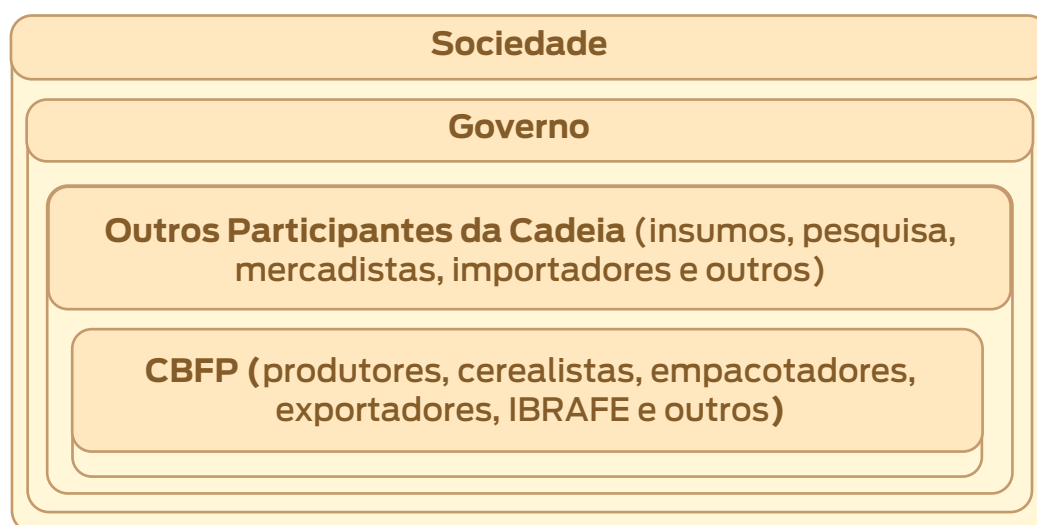 Sociedade
Governo
Outros Participantes da Cadeia (insumos, pesquisa,
mercadistas, importadores e outros)
CBFP (produtores, cerealistas, empacotadores,
exportadores, IBRAFE e outros)